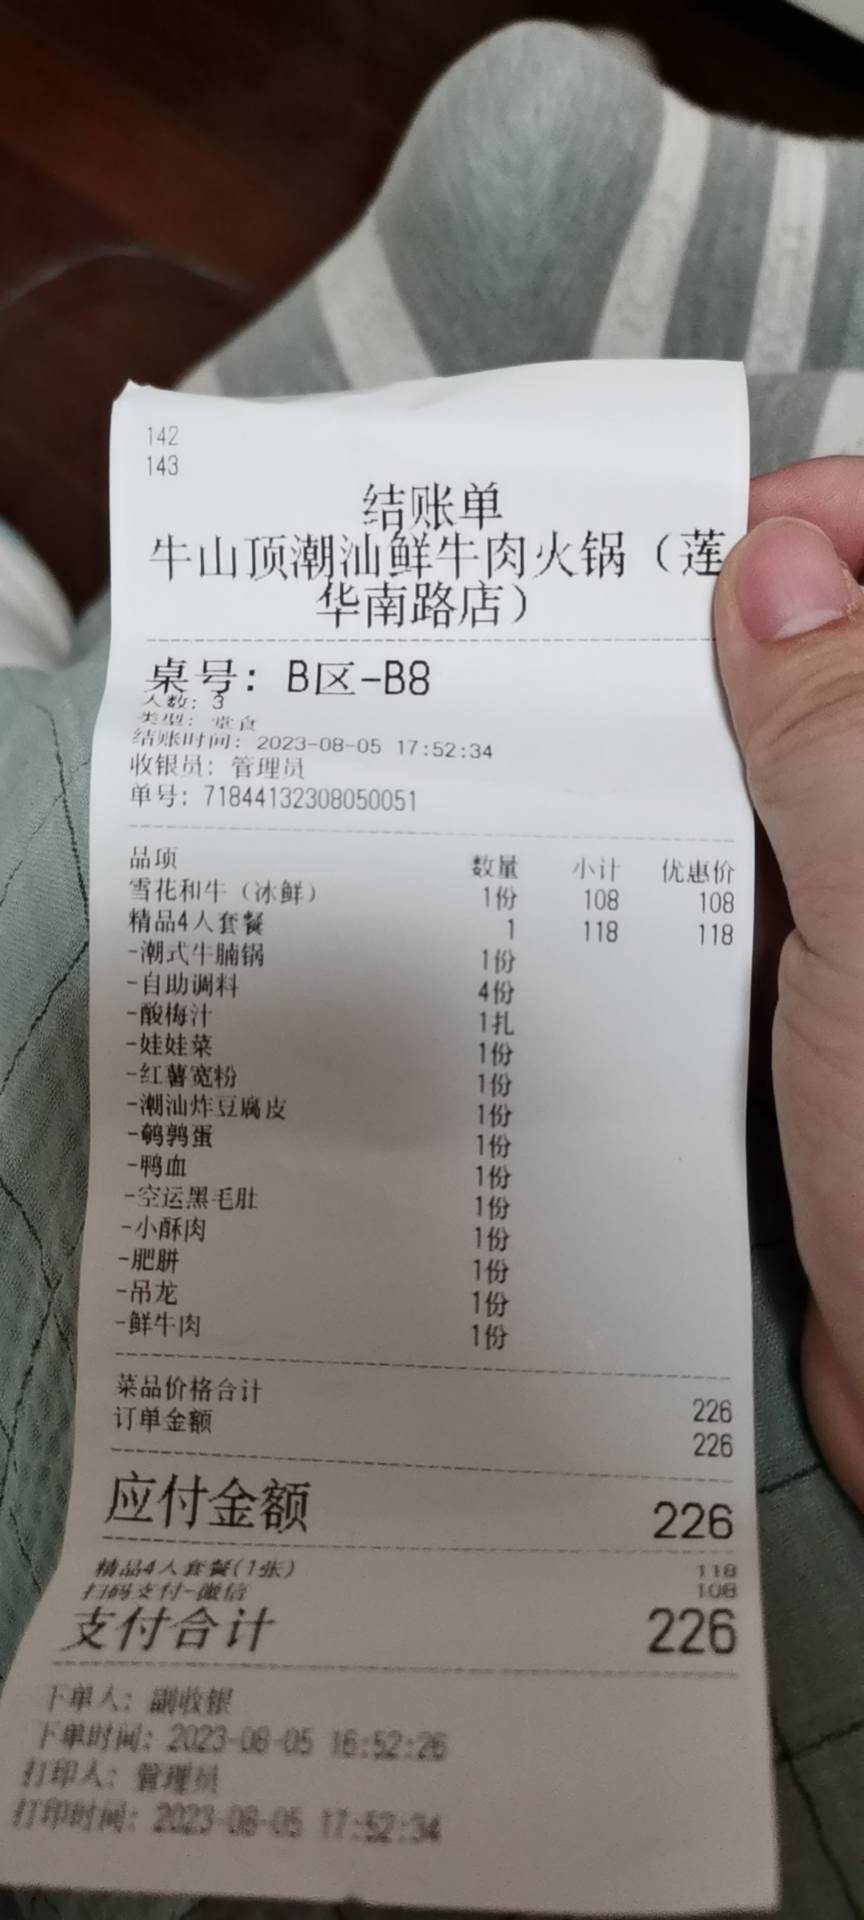 142
143
结账单
牛山顶潮汕鲜牛肉火锅（莲
华南路店）
桌号: B区-B8
人数: 3
类型: 堂食
结账时间: 2023-08-05 17:52:34
收银员: 管理员
单号: 71844132308050051
品项 数量 小计 优惠价
雪花和牛（冰鲜） 1份 108 108
精品4人套餐 1 118 118
-潮式牛腩锅 1份
-自助调料 4份
-酸梅汁 1扎
-娃娃菜 1份
-红薯宽粉 1份
-潮汕炸豆腐皮 1份
-鹌鹑蛋 1份
-鸭血 1份
-空运黑毛肚 1份
-小酥肉 1份
-肥胼 1份
-吊龙 1份
-鲜牛肉 1份
菜品价格合计 226
订单金额 226
应付金额 226
精品4人套餐(1张) 118
扫码支付-微信 108
支付合计 226
下单人: 副收银
下单时间: 2023-08-05 16:52:26
打印人: 管理员
打印时间: 2023-08-05 17:52:34